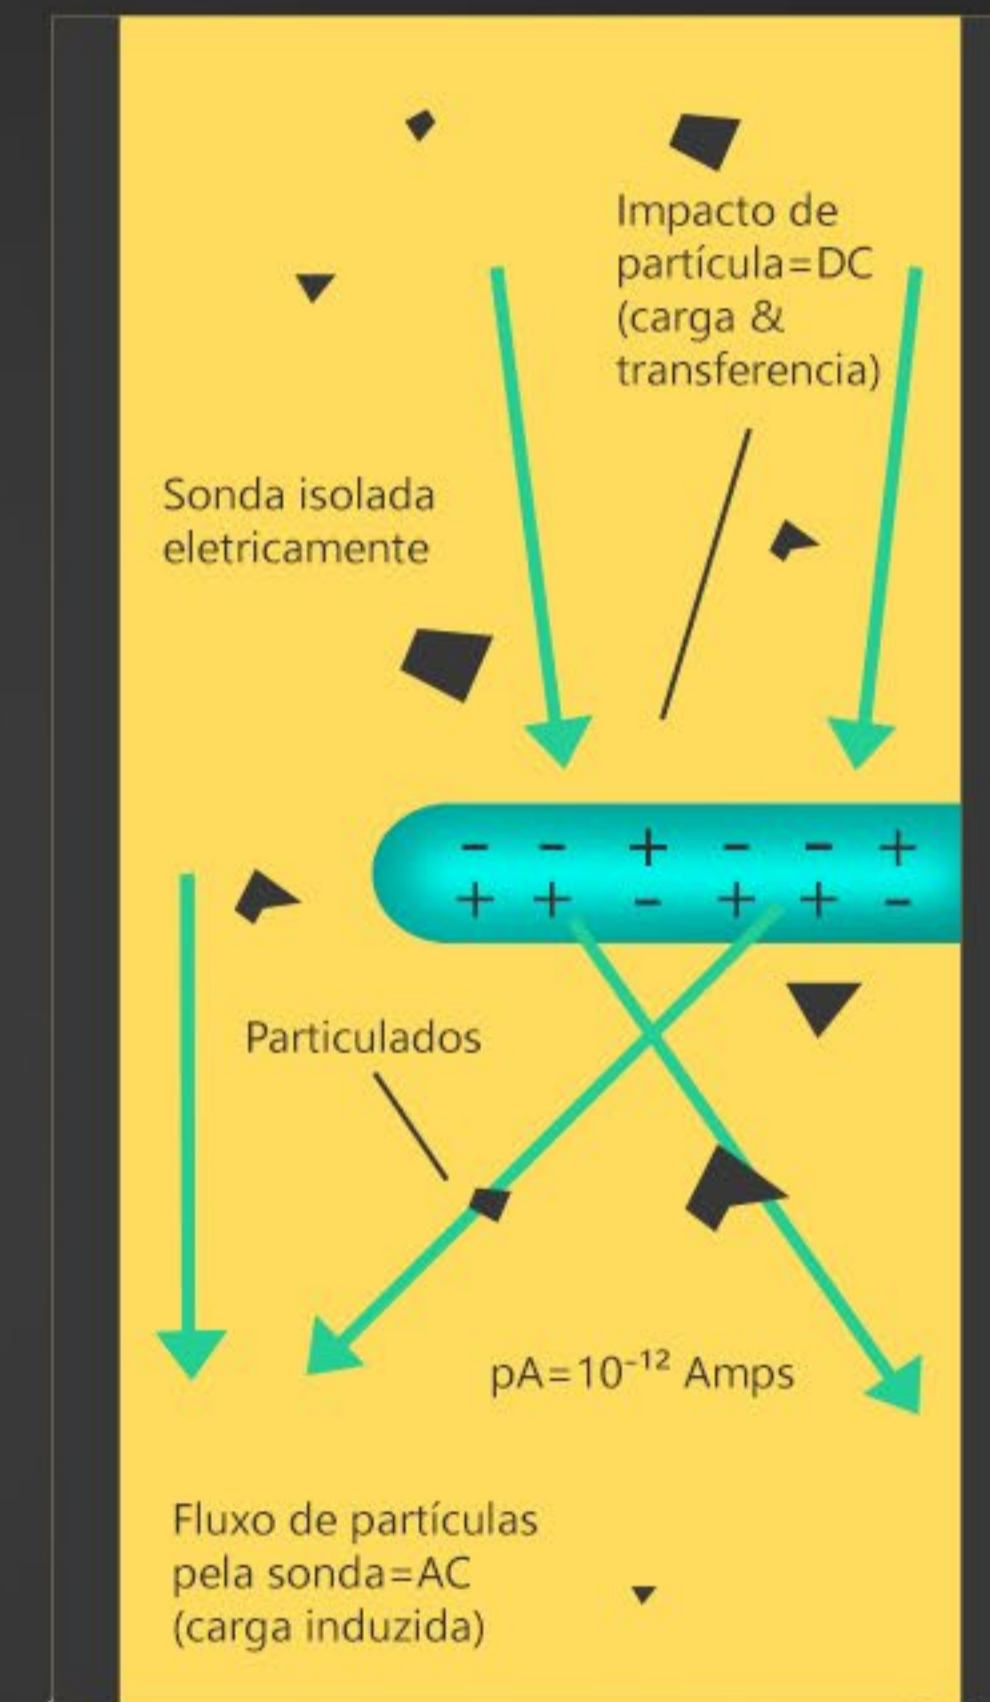 Impacto de
partícula=DC
(carga &
transferencia)
Sonda isolada
eletricamente
- - + - - +
+ + - + + -
Particulados
pA=10⁻¹² Amps
Fluxo de partículas
pela sonda=AC
(carga induzida)